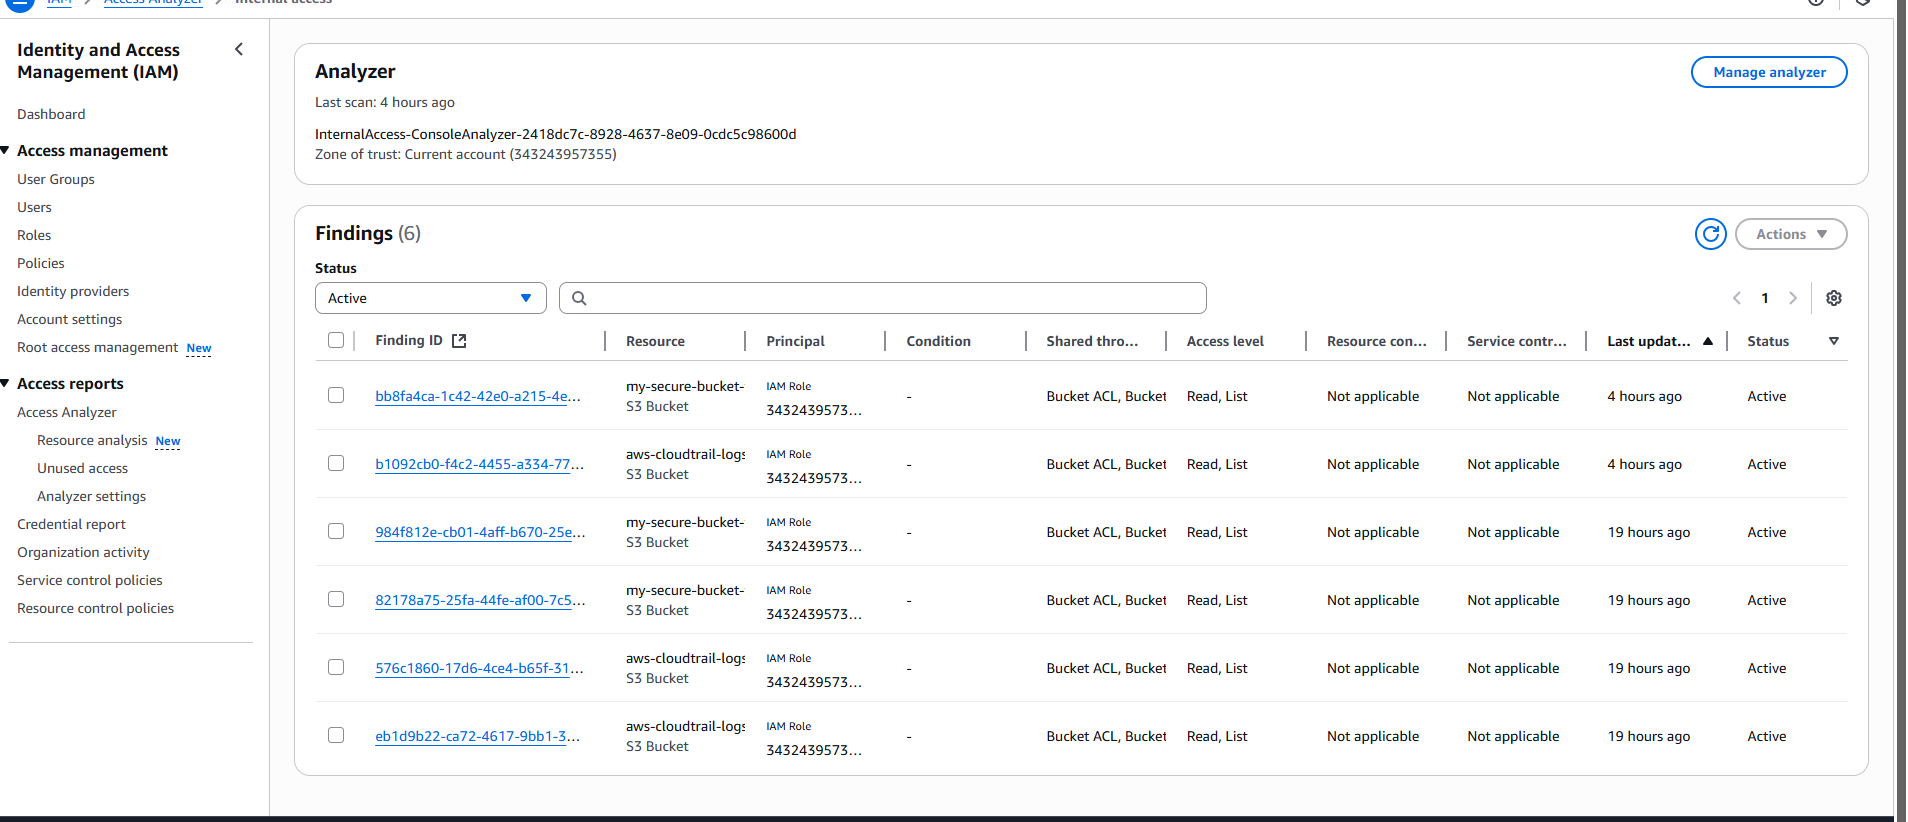 IAM
Access Analyzer
Internal access
Identity and Access
Management (IAM)
Dashboard
Access management
User Groups
Users
Roles
Policies
Identity providers
Account settings
Root access management New
Access reports
Access Analyzer
Resource analysis New
Unused access
Analyzer settings
Credential report
Organization activity
Service control policies
Resource control policies
Analyzer
Manage analyzer
Last scan: 4 hours ago
InternalAccess-ConsoleAnalyzer-2418dc7c-8928-4637-8e09-0cdc5c98600d
Zone of trust: Current account (343243957355)
Findings (6)
Actions
Status
Active
1
Finding ID Resource Principal Condition Shared thro... Access level Resource con... Service contr... Last updat... Status
bb8fa4ca-1c42-42e0-a215-4e... my-secure-bucket- IAM Role - Bucket ACL, Bucket Read, List Not applicable Not applicable 4 hours ago Active
S3 Bucket 3432439573...
b1092cb0-f4c2-4455-a334-77... aws-cloudtrail-logs IAM Role - Bucket ACL, Bucket Read, List Not applicable Not applicable 4 hours ago Active
S3 Bucket 3432439573...
984f812e-cb01-4aff-b670-25e... my-secure-bucket- IAM Role - Bucket ACL, Bucket Read, List Not applicable Not applicable 19 hours ago Active
S3 Bucket 3432439573...
82178a75-25fa-44fe-af00-7c5... my-secure-bucket- IAM Role - Bucket ACL, Bucket Read, List Not applicable Not applicable 19 hours ago Active
S3 Bucket 3432439573...
576c1860-17d6-4ce4-b65f-31... aws-cloudtrail-logs IAM Role - Bucket ACL, Bucket Read, List Not applicable Not applicable 19 hours ago Active
S3 Bucket 3432439573...
eb1d9b22-ca72-4617-9bb1-3... aws-cloudtrail-logs IAM Role - Bucket ACL, Bucket Read, List Not applicable Not applicable 19 hours ago Active
S3 Bucket 3432439573...